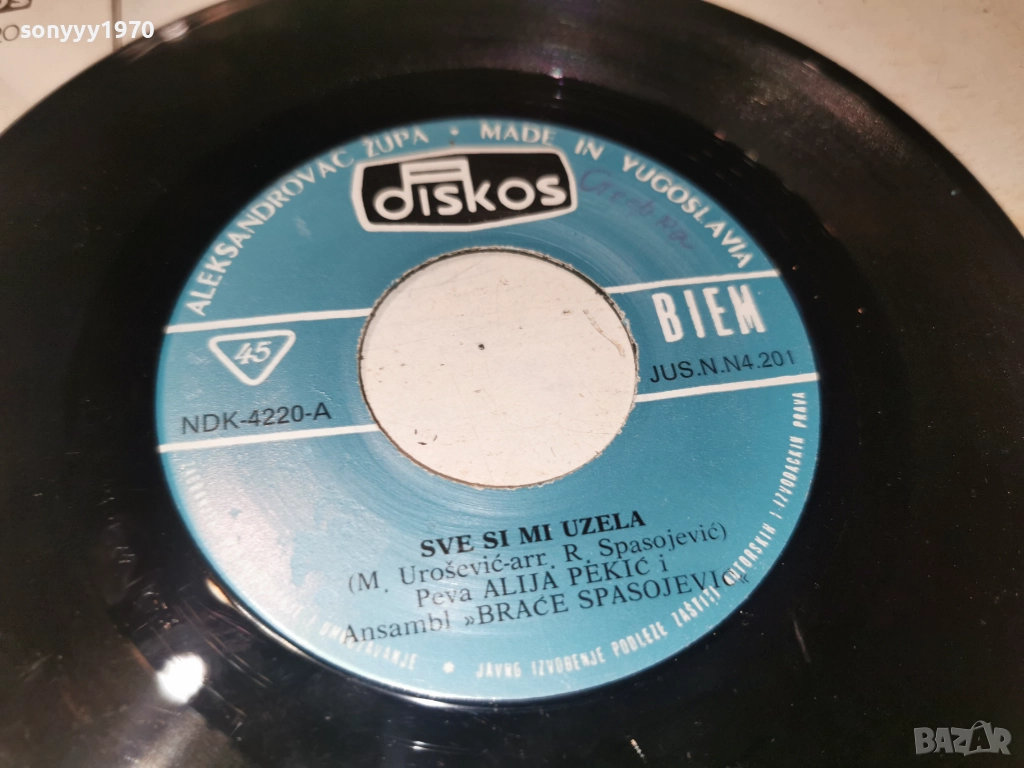 sonyyy1970
ALEKSANDROVAC ŽUPA • MADE IN YUGOSLAVIA
DISKOS
BIEM
45
JUS.N.N4.201
NDK-4220-A
SVE SI MI UZELA
(M. Urošević-arr. R. Spasojević)
Peva ALIJA PEKIĆ i
Ansambl »BRAĆE SPASOJEVIĆ«
• JAVNO IZVOĐENJE PODLEŽE ZAŠTITI AUTORSKIH I IZVOĐAČKIH PRAVA
BAZAR